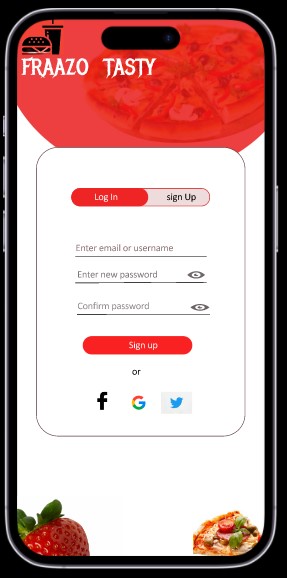 FRAAZO TASTY
Log In sign Up
Enter email or username
Enter new password
Confirm password
Sign up
or